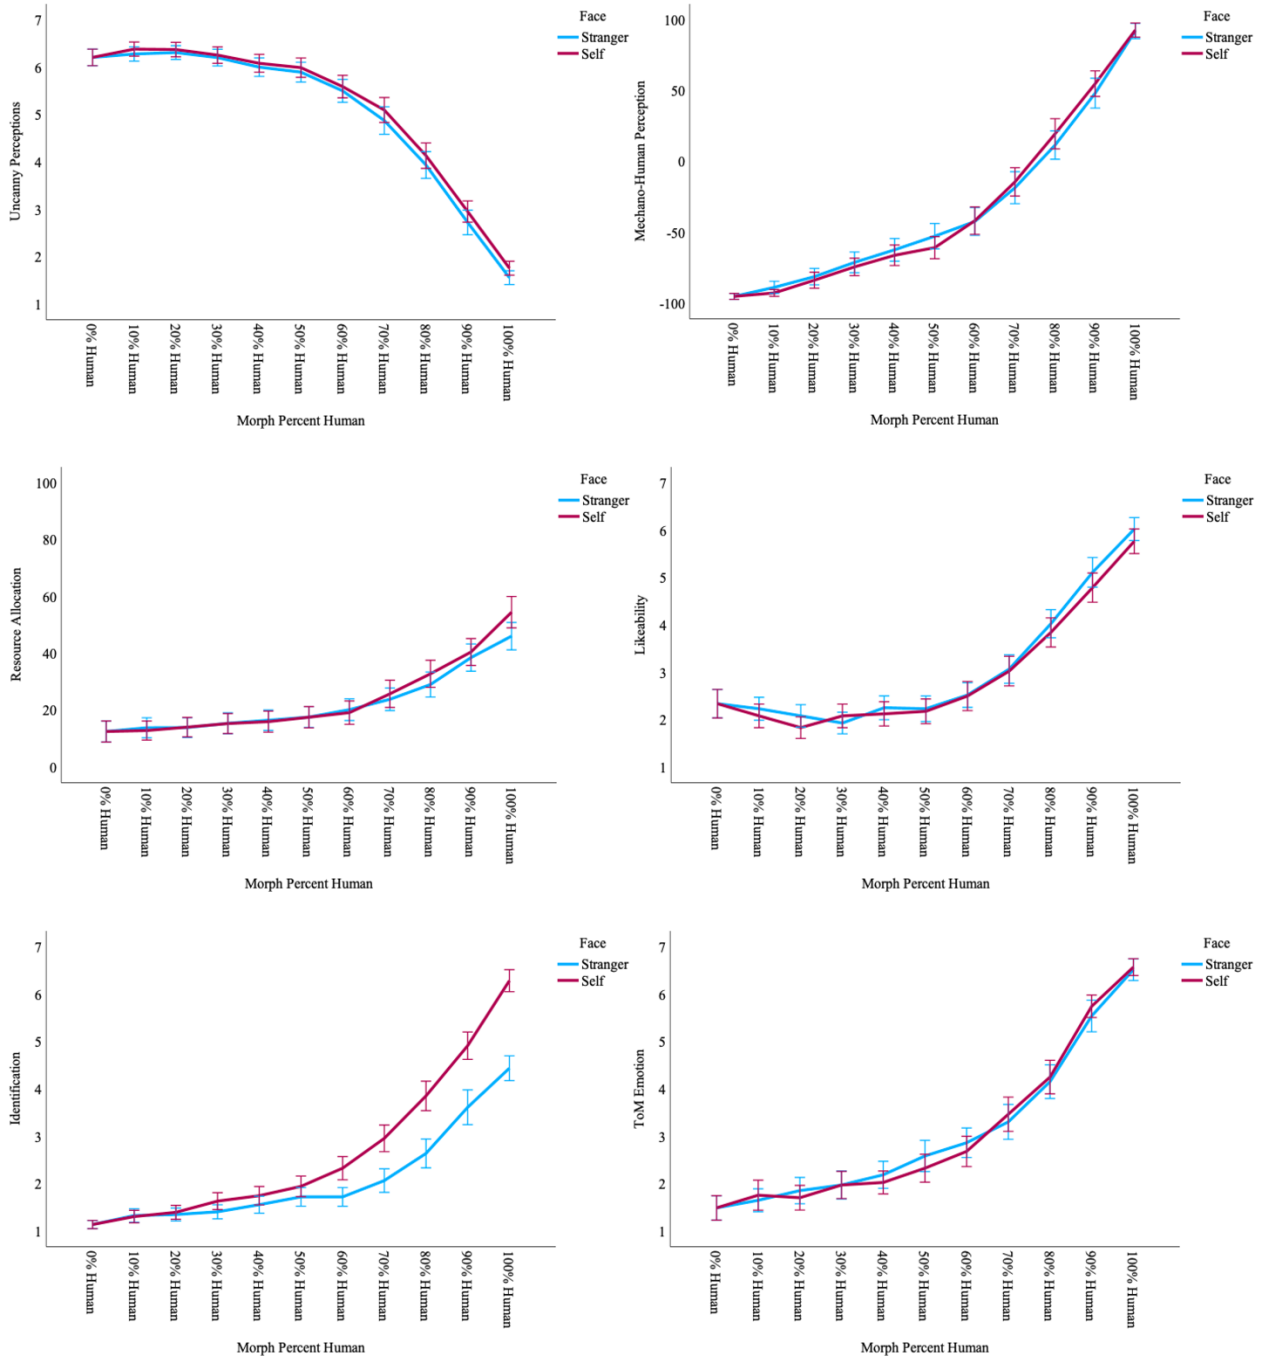 Uncanny Perceptions
7
6
5
4
3
2
1
0% Human
10% Human
20% Human
30% Human
40% Human
50% Human
60% Human
70% Human
80% Human
90% Human
100% Human
Morph Percent Human
Face
Stranger
Self
Mechano-Human Perception
100
50
0
-50
-100
0% Human
10% Human
20% Human
30% Human
40% Human
50% Human
60% Human
70% Human
80% Human
90% Human
100% Human
Morph Percent Human
Face
Stranger
Self
Resource Allocation
100
80
60
40
20
0
0% Human
10% Human
20% Human
30% Human
40% Human
50% Human
60% Human
70% Human
80% Human
90% Human
100% Human
Morph Percent Human
Face
Stranger
Self
Likeability
7
6
5
4
3
2
1
0% Human
10% Human
20% Human
30% Human
40% Human
50% Human
60% Human
70% Human
80% Human
90% Human
100% Human
Morph Percent Human
Face
Stranger
Self
Identification
7
6
5
4
3
2
1
0% Human
10% Human
20% Human
30% Human
40% Human
50% Human
60% Human
70% Human
80% Human
90% Human
100% Human
Morph Percent Human
Face
Stranger
Self
ToM Emotion
7
6
5
4
3
2
1
0% Human
10% Human
20% Human
30% Human
40% Human
50% Human
60% Human
70% Human
80% Human
90% Human
100% Human
Morph Percent Human
Face
Stranger
Self